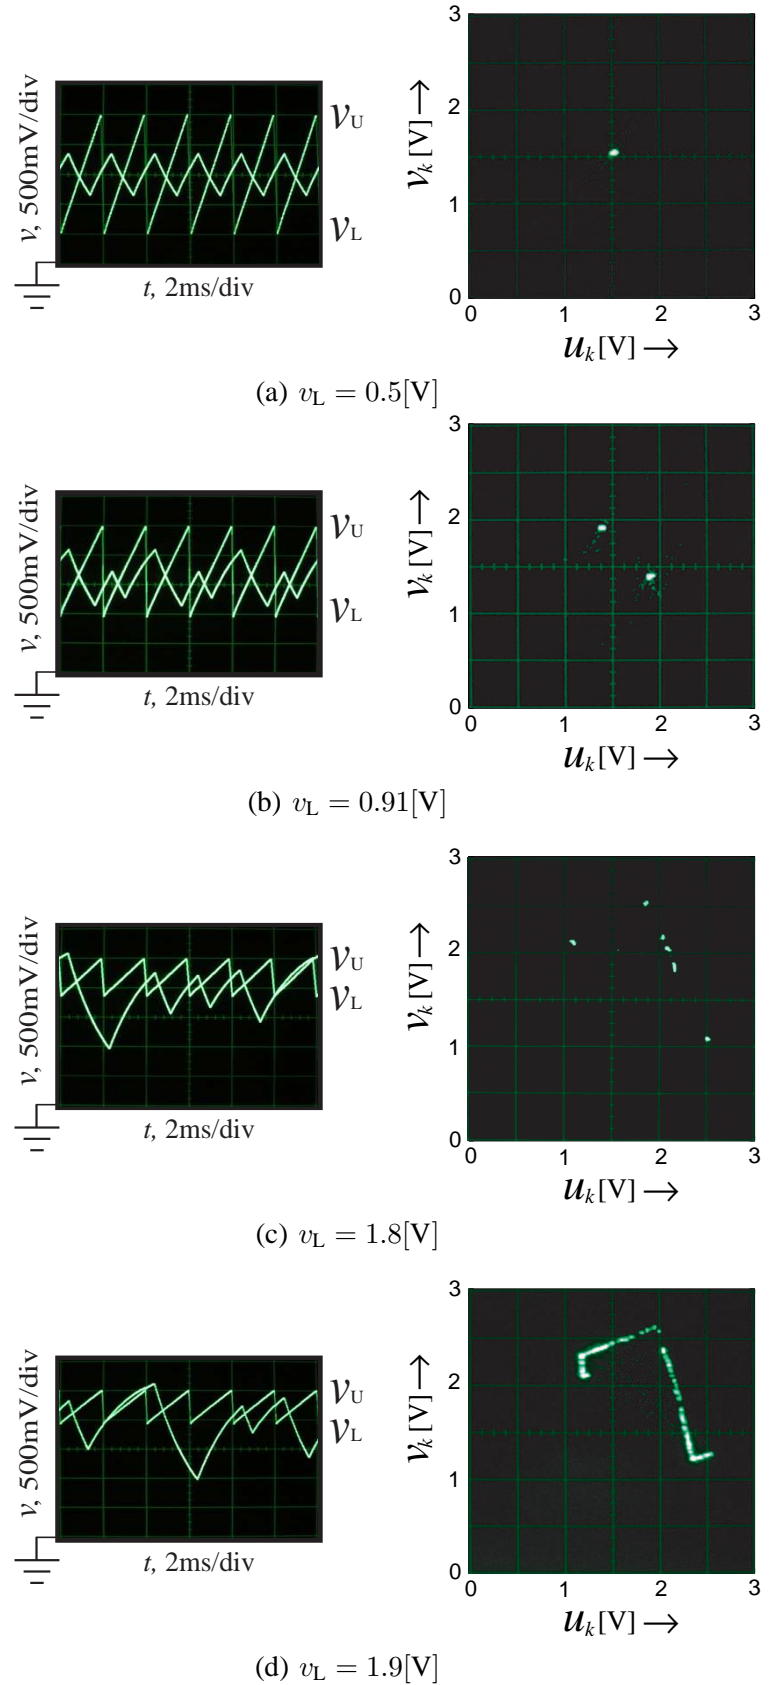 v, 500mV/div
v_U
v_L
t, 2ms/div
v_k [V] →
3
2
1
0
0 1 2 3
u_k [V] →
(a) v_L = 0.5[V]
v, 500mV/div
v_U
v_L
t, 2ms/div
v_k [V] →
3
2
1
0
0 1 2 3
u_k [V] →
(b) v_L = 0.91[V]
v, 500mV/div
v_U
v_L
t, 2ms/div
v_k [V] →
3
2
1
0
0 1 2 3
u_k [V] →
(c) v_L = 1.8[V]
v, 500mV/div
v_U
v_L
t, 2ms/div
v_k [V] →
3
2
1
0
0 1 2 3
u_k [V] →
(d) v_L = 1.9[V]